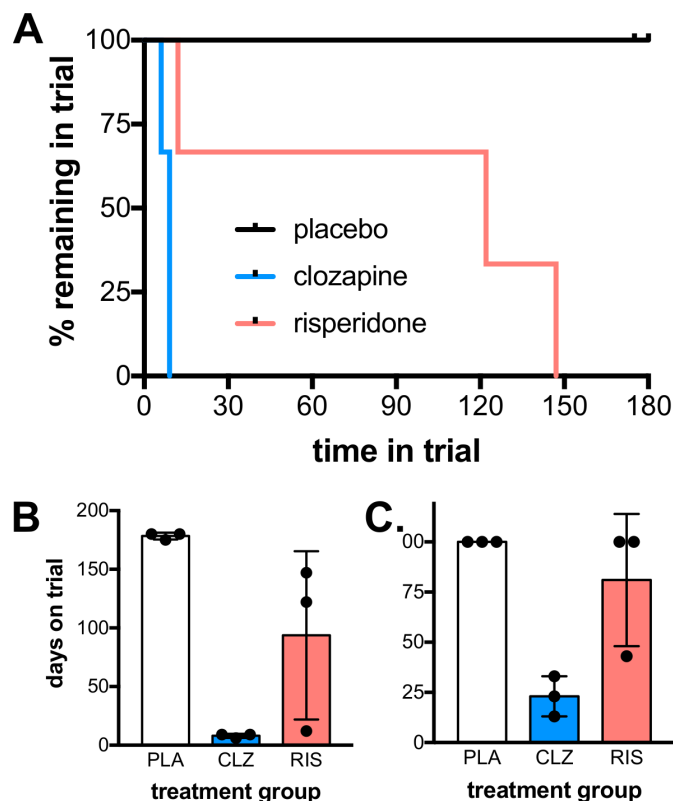 A
% remaining in trial
100
75
50
25
0
placebo
clozapine
risperidone
0 30 60 90 120 150 180
time in trial
B
days on trial
200
150
100
50
0
PLA CLZ RIS
treatment group
C.
00
75
50
25
0
PLA CLZ RIS
treatment group